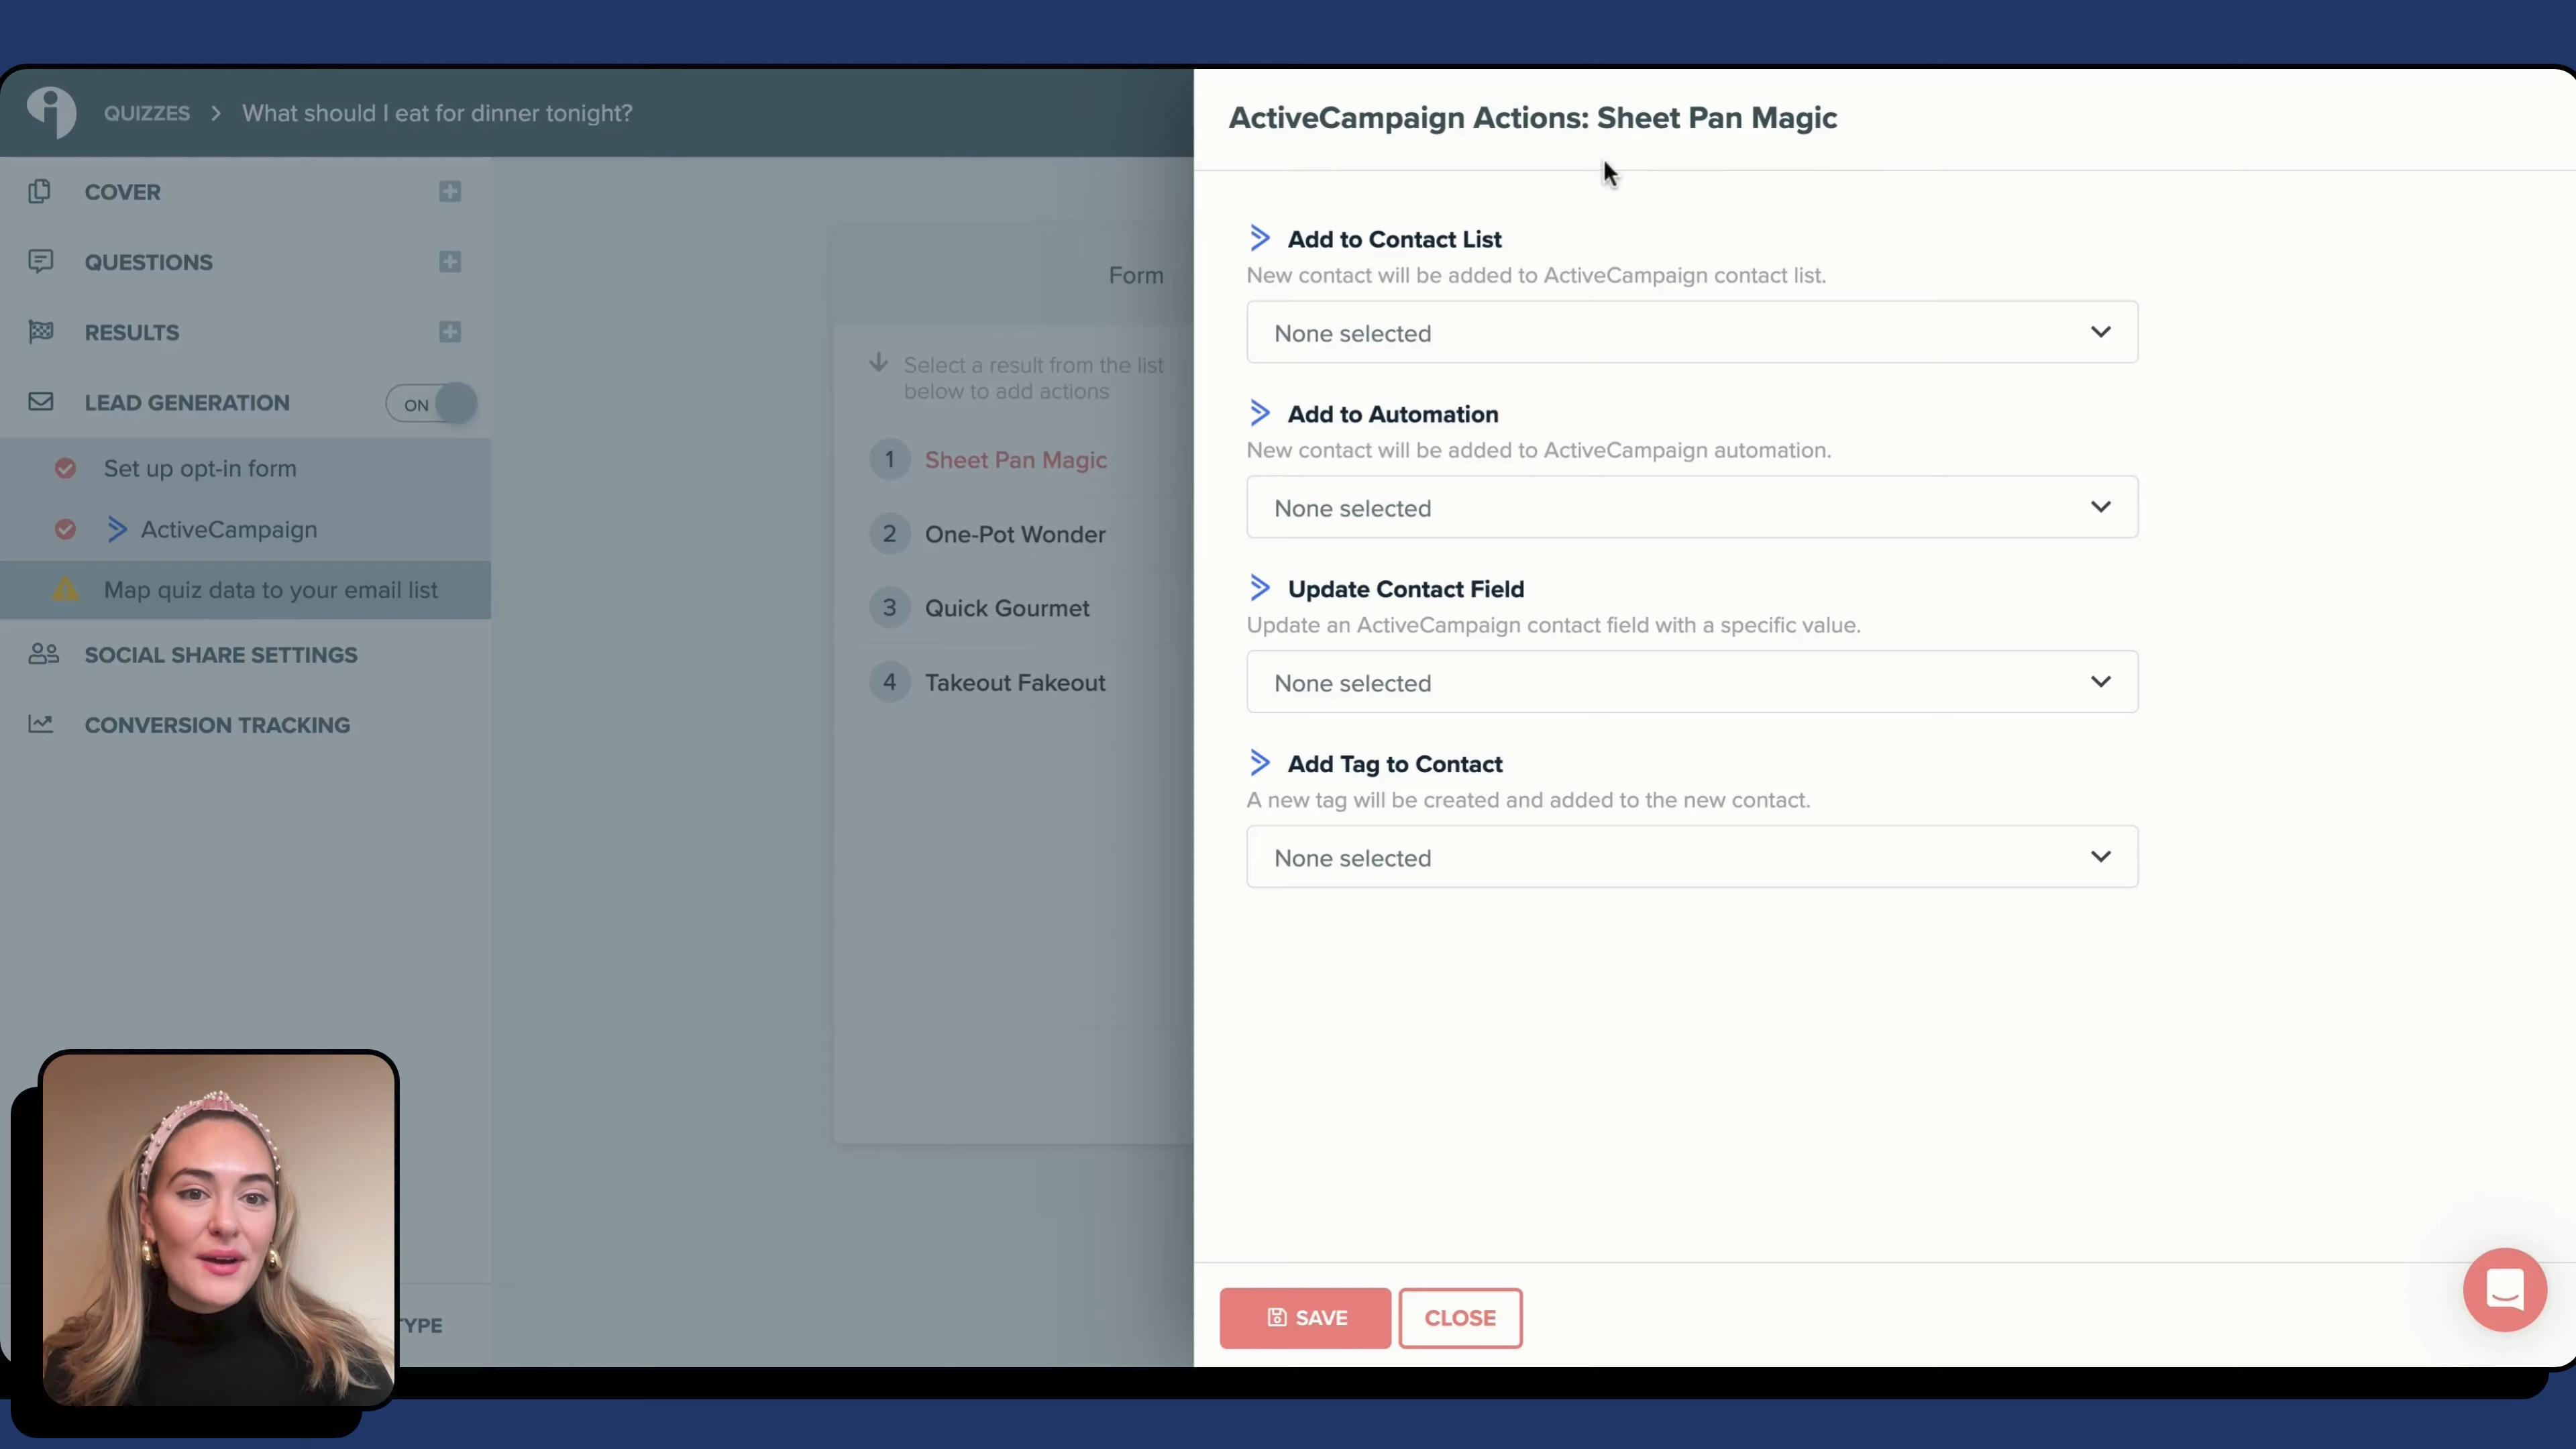 QUIZZES > What should I eat for dinner tonight?
COVER
QUESTIONS
RESULTS
LEAD GENERATION ON
Set up opt-in form
ActiveCampaign
Map quiz data to your email list
SOCIAL SHARE SETTINGS
CONVERSION TRACKING
TYPE
Form
Select a result from the list
below to add actions
1 Sheet Pan Magic
2 One-Pot Wonder
3 Quick Gourmet
4 Takeout Fakeout
ActiveCampaign Actions: Sheet Pan Magic
Add to Contact List
New contact will be added to ActiveCampaign contact list.
None selected
Add to Automation
New contact will be added to ActiveCampaign automation.
None selected
Update Contact Field
Update an ActiveCampaign contact field with a specific value.
None selected
Add Tag to Contact
A new tag will be created and added to the new contact.
None selected
SAVE
CLOSE